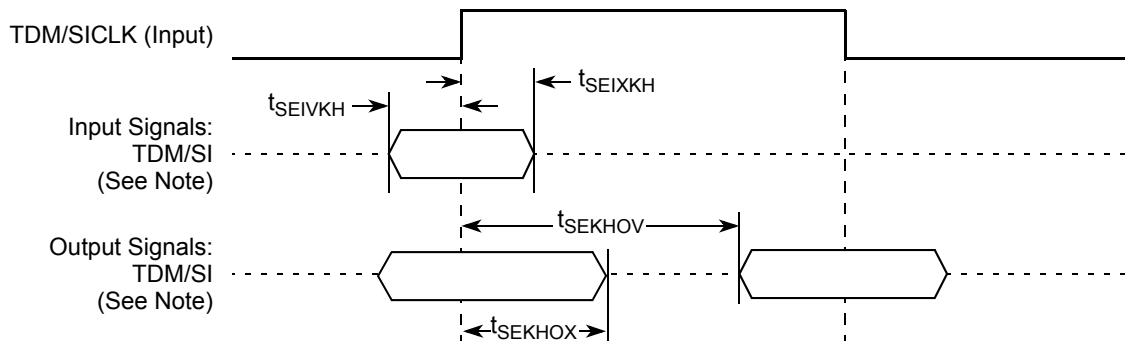 TDM/SICLK (Input)
tSEIXKH
tSEIVKH
Input Signals:
TDM/SI
(See Note)
tSEKHOV
Output Signals:
TDM/SI
(See Note)
tSEKHOX